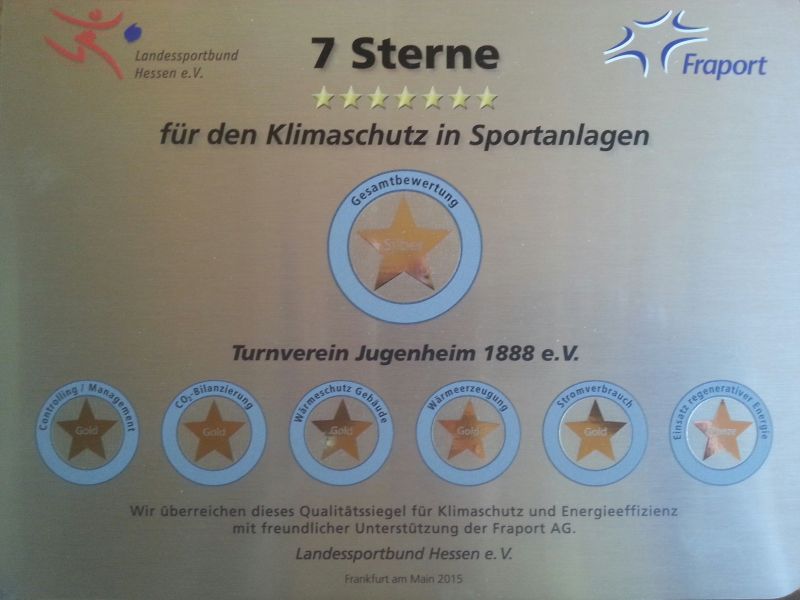 Landessportbund
Hessen e.V.
7 Sterne
Fraport
für den Klimaschutz in Sportanlagen
Gesamtbewertung
Silber
Turnverein Jugenheim 1888 e.V.
Controlling / Management
Gold
CO₂-Bilanzierung
Gold
Wärmeschutz Gebäude
Gold
Wärmeerzeugung
Gold
Stromverbrauch
Gold
Einsatz regenerativer Energie
Wir überreichen dieses Qualitätssiegel für Klimaschutz und Energieeffizienz
mit freundlicher Unterstützung der Fraport AG.
Landessportbund Hessen e.V.
Frankfurt am Main 2015